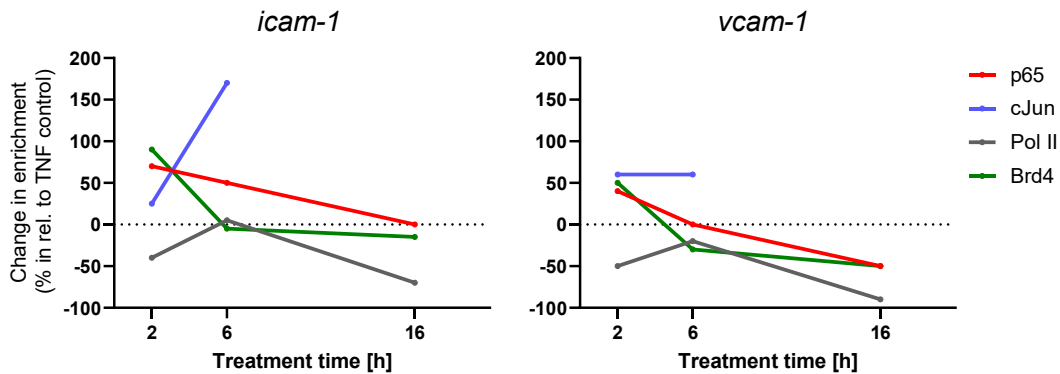 icam-1
vcam-1
Change in enrichment
(% in rel. to TNF control)
200
150
100
50
0
-50
-100
2
6
16
Treatment time [h]
200
150
100
50
0
-50
-100
2
6
16
Treatment time [h]
p65
cJun
Pol II
Brd4